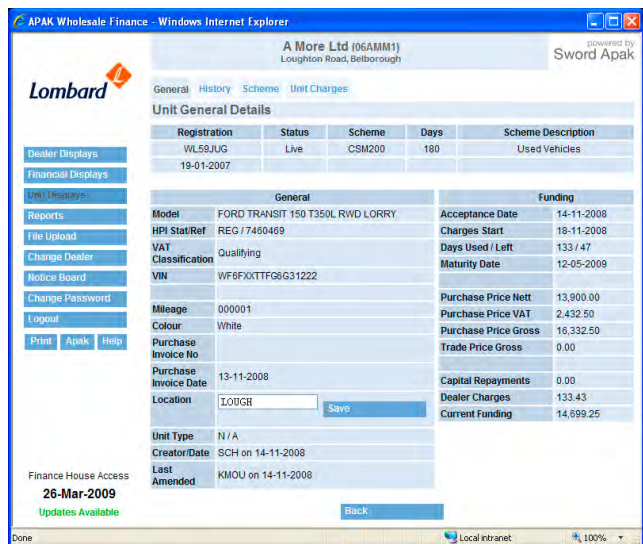 APAK Wholesale Finance - Windows Internet Explorer
A More Ltd (06AMM1)
Loughton Road, Belborough
powered by
Sword Apak
Lombard
General History Scheme Unit Charges
Unit General Details
Registration Status Scheme Days Scheme Description
WL59JUG Live CSM200 180 Used Vehicles
19-01-2007
Dealer Displays
Financial Displays
Unit Displays
Reports
File Upload
Change Dealer
Notice Board
Change Password
Logout
Print Apak Help
General
Model FORD TRANSIT 150 T350L RWD LORRY
HPI Stat/Ref REG / 7460469
VAT
Classification Qualifying
VIN WF6FXXTTFG6G31222
Mileage 000001
Colour White
Purchase
Invoice No
Purchase
Invoice Date 13-11-2008
Location LOUGH Save
Unit Type N / A
Creator/Date SCH on 14-11-2008
Last
Amended KMOU on 14-11-2008
Funding
Acceptance Date 14-11-2008
Charges Start 18-11-2008
Days Used / Left 133 / 47
Maturity Date 12-05-2009
Purchase Price Nett 13,900.00
Purchase Price VAT 2,432.50
Purchase Price Gross 16,332.50
Trade Price Gross 0.00
Capital Repayments 0.00
Dealer Charges 133.43
Current Funding 14,699.25
Back
Finance House Access
26-Mar-2009
Updates Available
Done Local intranet 100%